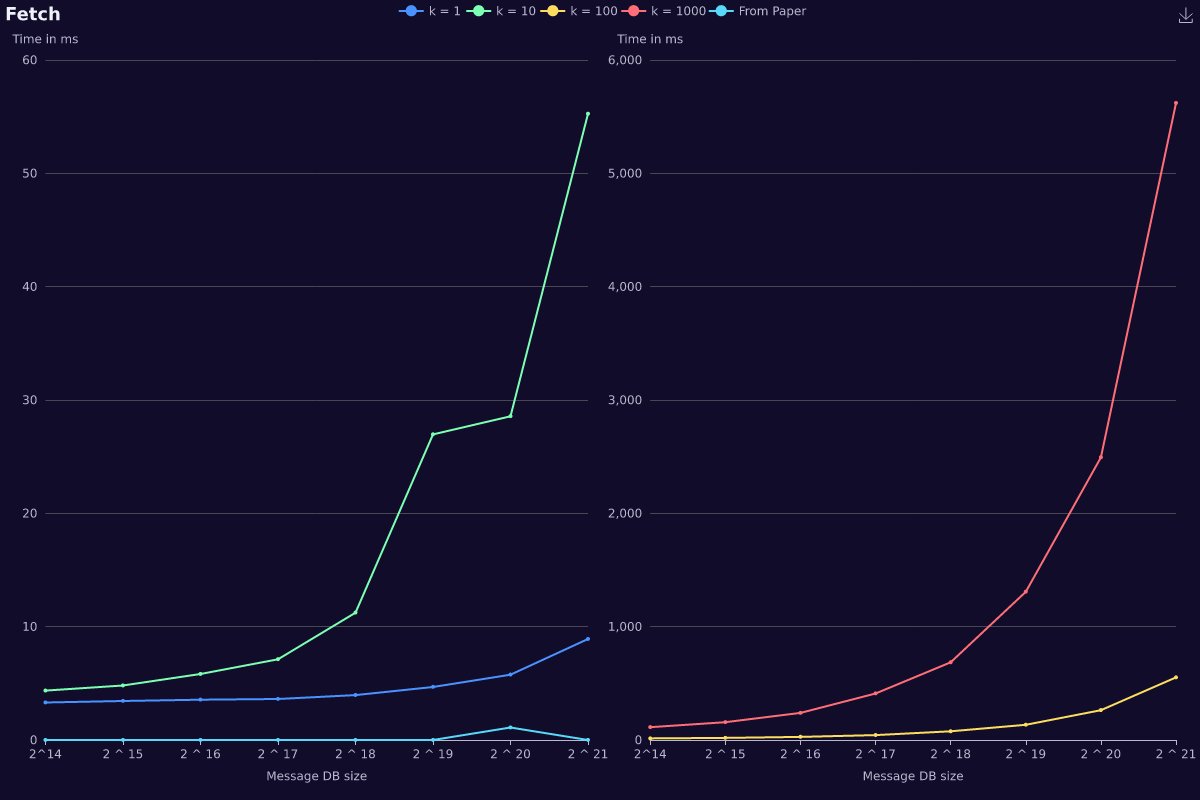 Fetch
k = 1 k = 10 k = 100 k = 1000 From Paper
Time in ms
60
50
40
30
20
10
0
2^14 2 ^ 15 2 ^ 16 2 ^ 17 2 ^ 18 2 ^ 19 2 ^ 20 2 ^ 21
Message DB size
Time in ms
6,000
5,000
4,000
3,000
2,000
1,000
0
2^14 2 ^ 15 2 ^ 16 2 ^ 17 2 ^ 18 2 ^ 19 2 ^ 20 2 ^ 21
Message DB size